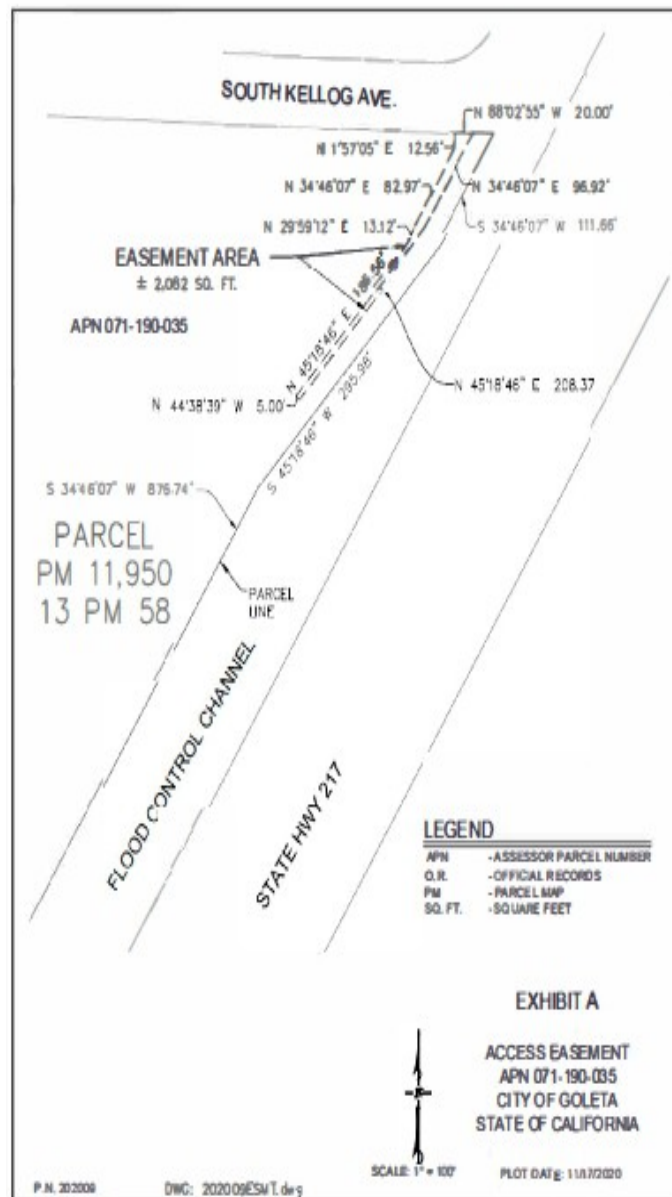 SOUTH KELLOG AVE.
N 88°02'55" W 20.00'
N 1°57'05" E 12.56'
N 34°46'07" E 82.97'
N 34°46'07" E 96.92'
N 29°59'12" E 13.12'
S 34°46'07" W 111.66'
EASEMENT AREA
± 2,082 SQ. FT.
APN 071-190-035
N 45°18'46" E
N 45°18'46" E 208.37
N 44°38'39" W 5.00'
S 45°18'46" W 295.98'
S 34°46'07" W 876.74'
PARCEL
PM 11,950
13 PM 58
PARCEL
LINE
FLOOD CONTROL CHANNEL
STATE HWY 217
LEGEND
APN -ASSESSOR PARCEL NUMBER
O.R. -OFFICIAL RECORDS
PM -PARCEL MAP
SQ. FT. -SQUARE FEET
EXHIBIT A
ACCESS EASEMENT
APN 071-190-035
CITY OF GOLETA
STATE OF CALIFORNIA
SCALE: 1" = 100'
PLOT DATE: 11/17/2020
P.N. 202009
DWG: 202009ESMT.dwg